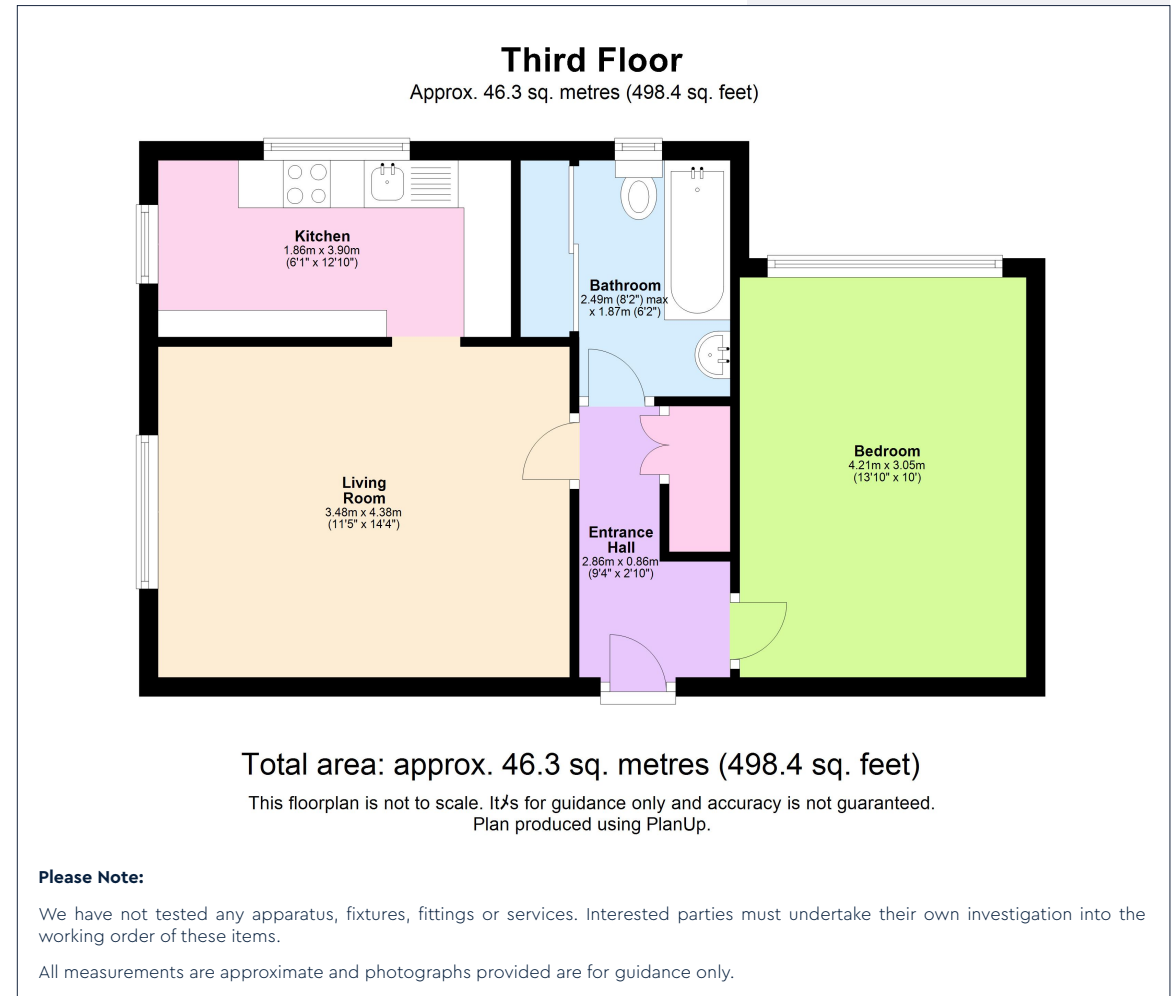 Third Floor
Approx. 46.3 sq. metres (498.4 sq. feet)
Kitchen
1.86m x 3.90m
(6'1" x 12'10")
Bathroom
2.49m (8'2") max
x 1.87m (6'2")
Living
Room
3.48m x 4.38m
(11'5" x 14'4")
Entrance
Hall
2.86m x 0.86m
(9'4" x 2'10")
Bedroom
4.21m x 3.05m
(13'10" x 10')
Total area: approx. 46.3 sq. metres (498.4 sq. feet)
This floorplan is not to scale. It's for guidance only and accuracy is not guaranteed.
Plan produced using PlanUp.
Please Note:
We have not tested any apparatus, fixtures, fittings or services. Interested parties must undertake their own investigation into the
working order of these items.
All measurements are approximate and photographs provided are for guidance only.